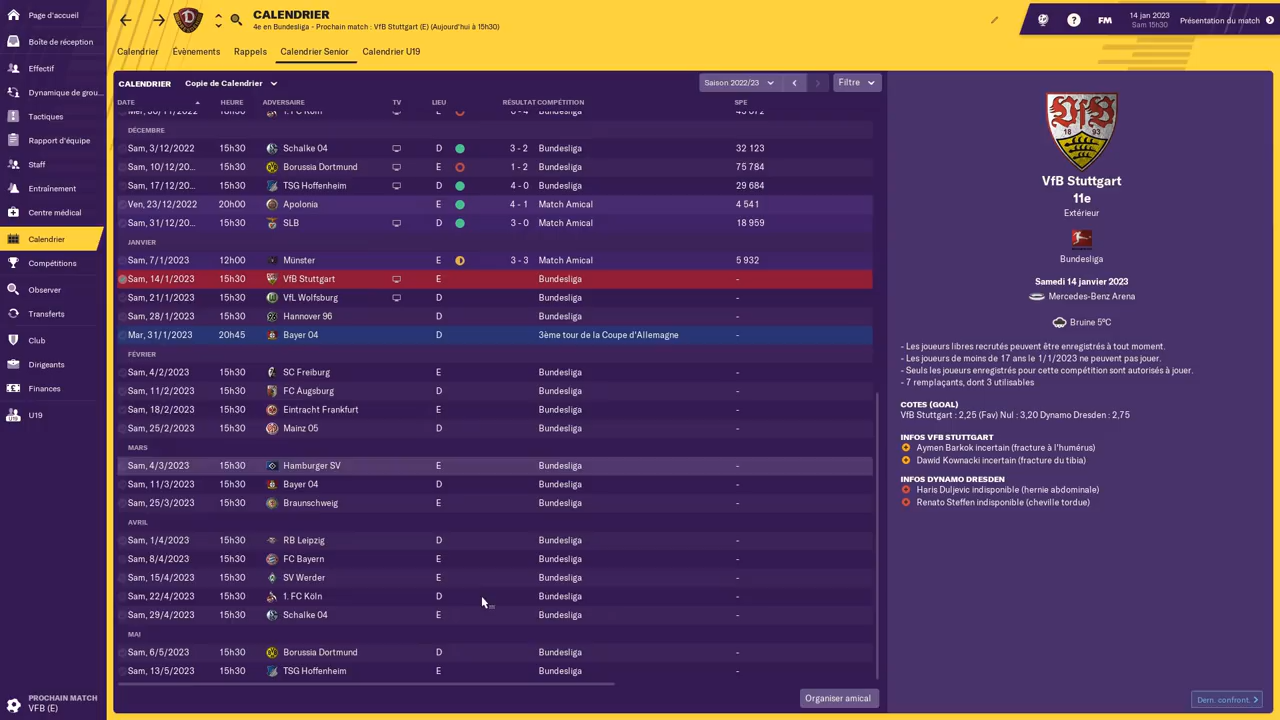 Page d'accueil
Boîte de réception
Effectif
Dynamique de grou...
Tactiques
Rapport d'équipe
Staff
Entraînement
Centre médical
Calendrier
Compétitions
Observer
Transferts
Club
Dirigeants
Finances
U19
PROCHAIN MATCH
VFB (E)
CALENDRIER
4e en Bundesliga - Prochain match : VfB Stuttgart (E) (Aujourd'hui à 15h30)
FM
14 jan 2023
Sam 15h30
Présentation du match
Calendrier Évènements Rappels Calendrier Senior Calendrier U19
CALENDRIER Copie de Calendrier Saison 2022/23 Filtre
DATE HEURE ADVERSAIRE TV LIEU RÉSULTAT COMPÉTITION SPE
Mer, 30/11/2022 1. FC Köln Bundesliga
DÉCEMBRE
Sam, 3/12/2022 15h30 Schalke 04 D 3 - 2 Bundesliga 32 123
Sam, 10/12/20... 15h30 Borussia Dortmund E 1 - 2 Bundesliga 75 784
Sam, 17/12/20... 15h30 TSG Hoffenheim D 4 - 0 Bundesliga 29 684
Ven, 23/12/2022 20h00 Apolonia E 4 - 1 Match Amical 4 541
Sam, 31/12/20... 15h30 SLB D 3 - 0 Match Amical 18 959
JANVIER
Sam, 7/1/2023 12h00 Münster E 3 - 3 Match Amical 5 932
Sam, 14/1/2023 15h30 VfB Stuttgart E Bundesliga -
Sam, 21/1/2023 15h30 VfL Wolfsburg D Bundesliga -
Sam, 28/1/2023 15h30 Hannover 96 D Bundesliga -
Mar, 31/1/2023 20h45 Bayer 04 D 3ème tour de la Coupe d'Allemagne -
FÉVRIER
Sam, 4/2/2023 15h30 SC Freiburg E Bundesliga -
Sam, 11/2/2023 15h30 FC Augsburg D Bundesliga -
Sam, 18/2/2023 15h30 Eintracht Frankfurt E Bundesliga -
Sam, 25/2/2023 15h30 Mainz 05 D Bundesliga -
MARS
Sam, 4/3/2023 15h30 Hamburger SV E Bundesliga -
Sam, 11/3/2023 15h30 Bayer 04 D Bundesliga -
Sam, 25/3/2023 15h30 Braunschweig E Bundesliga -
AVRIL
Sam, 1/4/2023 15h30 RB Leipzig D Bundesliga -
Sam, 8/4/2023 15h30 FC Bayern E Bundesliga -
Sam, 15/4/2023 15h30 SV Werder E Bundesliga -
Sam, 22/4/2023 15h30 1. FC Köln D Bundesliga -
Sam, 29/4/2023 15h30 Schalke 04 E Bundesliga -
MAI
Sam, 6/5/2023 15h30 Borussia Dortmund D Bundesliga -
Sam, 13/5/2023 15h30 TSG Hoffenheim E Bundesliga -
Organiser amical
VfB
18 93
VfB Stuttgart
11e
Extérieur
Bundesliga
Samedi 14 janvier 2023
Mercedes-Benz Arena
Bruine 5°C
- Les joueurs libres recrutés peuvent être enregistrés à tout moment.
- Les joueurs de moins de 17 ans le 1/1/2023 ne peuvent pas jouer.
- Seuls les joueurs enregistrés pour cette compétition sont autorisés à jouer.
- 7 remplaçants, dont 3 utilisables
COTES (GOAL)
VfB Stuttgart : 2,25 (Fav) Nul : 3,20 Dynamo Dresden : 2,75
INFOS VFB STUTTGART
Aymen Barkok incertain (fracture à l'humérus)
Dawid Kownacki incertain (fracture du tibia)
INFOS DYNAMO DRESDEN
Haris Duljevic indisponible (hernie abdominale)
Renato Steffen indisponible (cheville tordue)
Dern. confront.